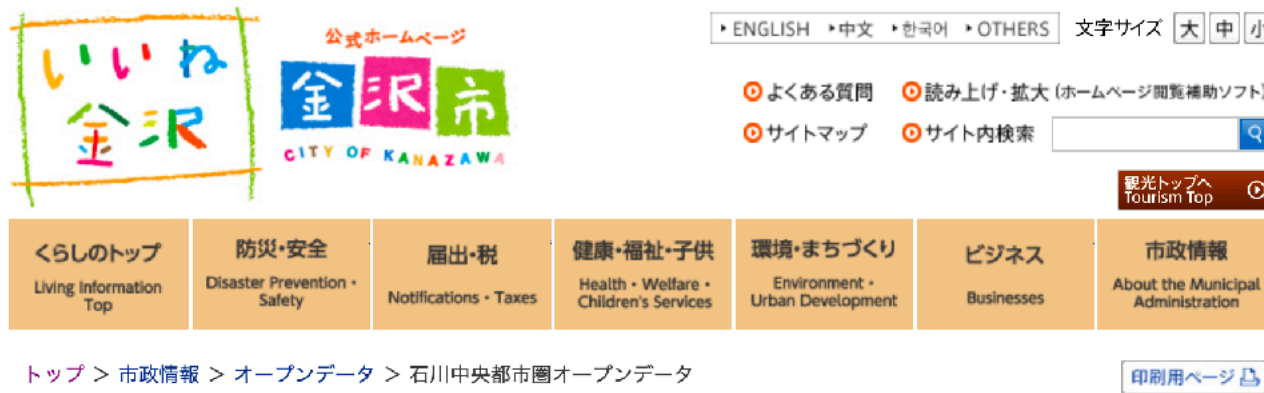 いいね
金沢
公式ホームページ
金沢市
CITY OF KANAZAWA
ENGLISH 中文 한국어 OTHERS 文字サイズ 大 中 小
よくある質問 読み上げ・拡大 (ホームページ閲覧補助ソフト)
サイトマップ サイト内検索
観光トップへ
Tourism Top
くらしのトップ
Living Information
Top
防災・安全
Disaster Prevention・
Safety
届出・税
Notifications・Taxes
健康・福祉・子供
Health・Welfare・
Children's Services
環境・まちづくり
Environment・
Urban Development
ビジネス
Businesses
市政情報
About the Municipal
Administration
トップ > 市政情報 > オープンデータ > 石川中央都市圏オープンデータ
印刷用ページ